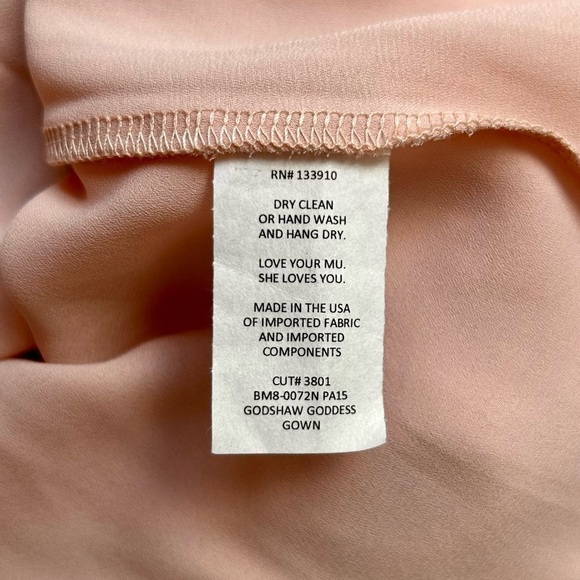 RN# 133910
DRY CLEAN
OR HAND WASH
AND HANG DRY.
LOVE YOUR MU.
SHE LOVES YOU.
MADE IN THE USA
OF IMPORTED FABRIC
AND IMPORTED
COMPONENTS
CUT# 3801
BM8-0072N PA15
GODSHAW GODDESS
GOWN